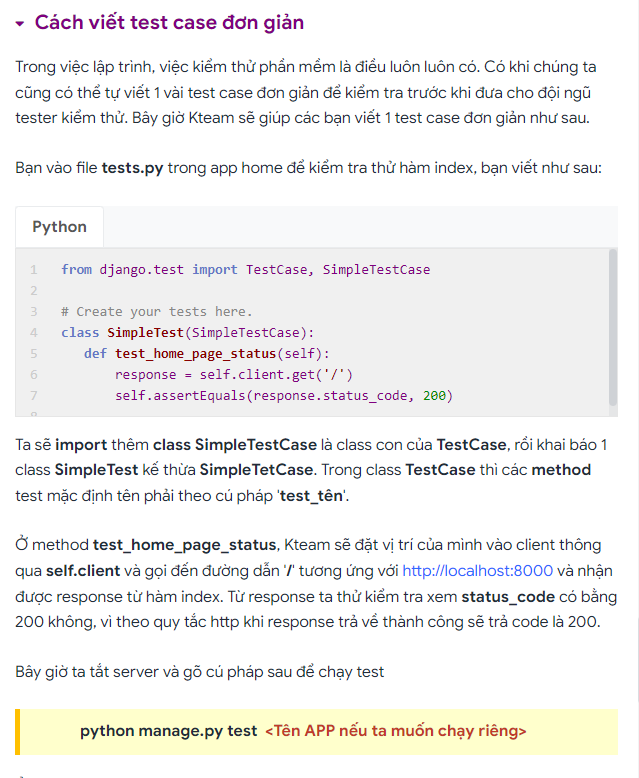 Cách viết test case đơn giản
Trong việc lập trình, việc kiểm thử phần mềm là điều luôn luôn có. Có khi chúng ta
cũng có thể tự viết 1 vài test case đơn giản để kiểm tra trước khi đưa cho đội ngũ
tester kiểm thử. Bây giờ Kteam sẽ giúp các bạn viết 1 test case đơn giản như sau.
Bạn vào file tests.py trong app home để kiểm tra thử hàm index, bạn viết như sau:
Python
1 from django.test import TestCase, SimpleTestCase
2
3 # Create your tests here.
4 class SimpleTest(SimpleTestCase):
5 def test_home_page_status(self):
6 response = self.client.get('/')
7 self.assertEquals(response.status_code, 200)
Ta sẽ import thêm class SimpleTestCase là class con của TestCase, rồi khai báo 1
class SimpleTest kế thừa SimpleTetCase. Trong class TestCase thì các method
test mặc định tên phải theo cú pháp 'test_tên'.
Ở method test_home_page_status, Kteam sẽ đặt vị trí của mình vào client thông
qua self.client và gọi đến đường dẫn '/' tương ứng với http://localhost:8000 và nhận
được response từ hàm index. Từ response ta thử kiểm tra xem status_code có bằng
200 không, vì theo quy tắc http khi response trả về thành công sẽ trả code là 200.
Bây giờ ta tắt server và gõ cú pháp sau để chạy test
python manage.py test <Tên APP nếu ta muốn chạy riêng>